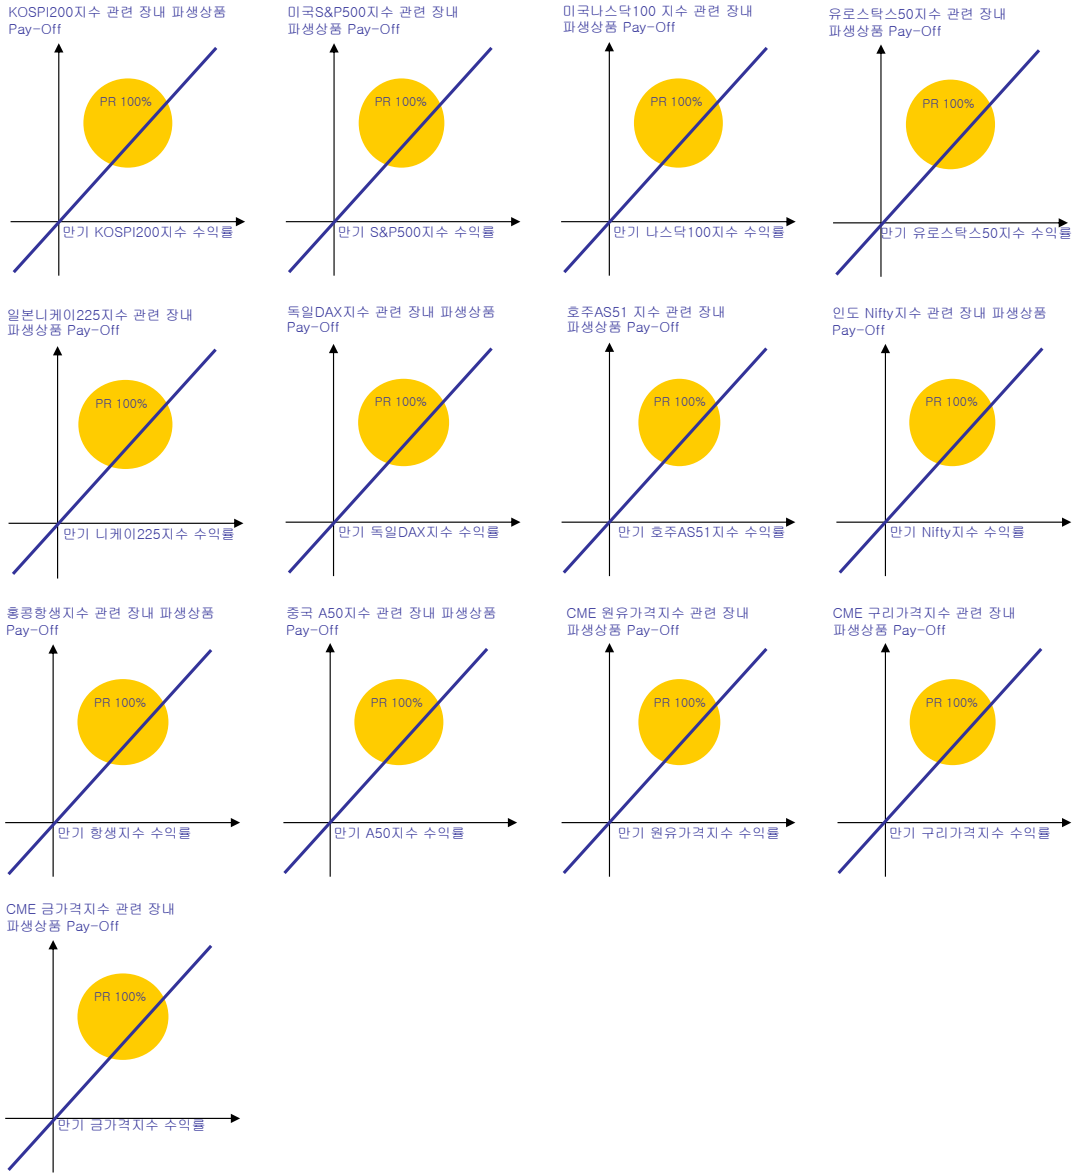 KOSPI200지수 관련 장내 파생상품
Pay-Off
PR 100%
만기 KOSPI200지수 수익률
미국S&P500지수 관련 장내
파생상품 Pay-Off
PR 100%
만기 S&P500지수 수익률
미국나스닥100 지수 관련 장내
파생상품 Pay-Off
PR 100%
만기 나스닥100지수 수익률
유로스탁스50지수 관련 장내
파생상품 Pay-Off
PR 100%
만기 유로스탁스50지수 수익률
일본니케이225지수 관련 장내
파생상품 Pay-Off
PR 100%
만기 니케이225지수 수익률
독일DAX지수 관련 장내 파생상품
Pay-Off
PR 100%
만기 독일DAX지수 수익률
호주AS51 지수 관련 장내
파생상품 Pay-Off
PR 100%
만기 호주AS51지수 수익률
인도 Nifty지수 관련 장내 파생상품
Pay-Off
PR 100%
만기 Nifty지수 수익률
홍콩항생지수 관련 장내 파생상품
Pay-Off
PR 100%
만기 항생지수 수익률
중국 A50지수 관련 장내 파생상품
Pay-Off
PR 100%
만기 A50지수 수익률
CME 원유가격지수 관련 장내
파생상품 Pay-Off
PR 100%
만기 원유가격지수 수익률
CME 구리가격지수 관련 장내
파생상품 Pay-Off
PR 100%
만기 구리가격지수 수익률
CME 금가격지수 관련 장내
파생상품 Pay-Off
PR 100%
만기 금가격지수 수익률